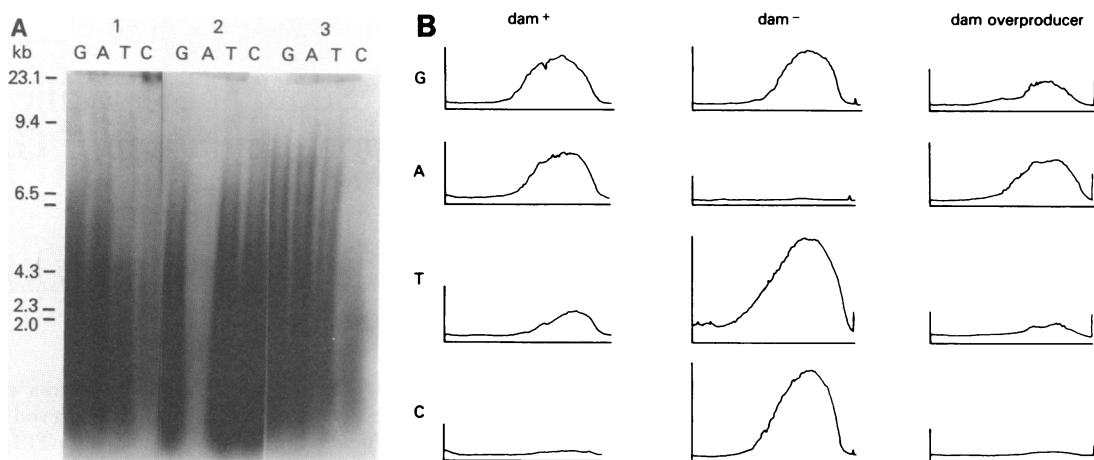 A
1 2 3
kb G A T C G A T C G A T C
23.1
9.4
6.5
4.3
2.3
2.0
B
dam + dam – dam overproducer
G
A
T
C